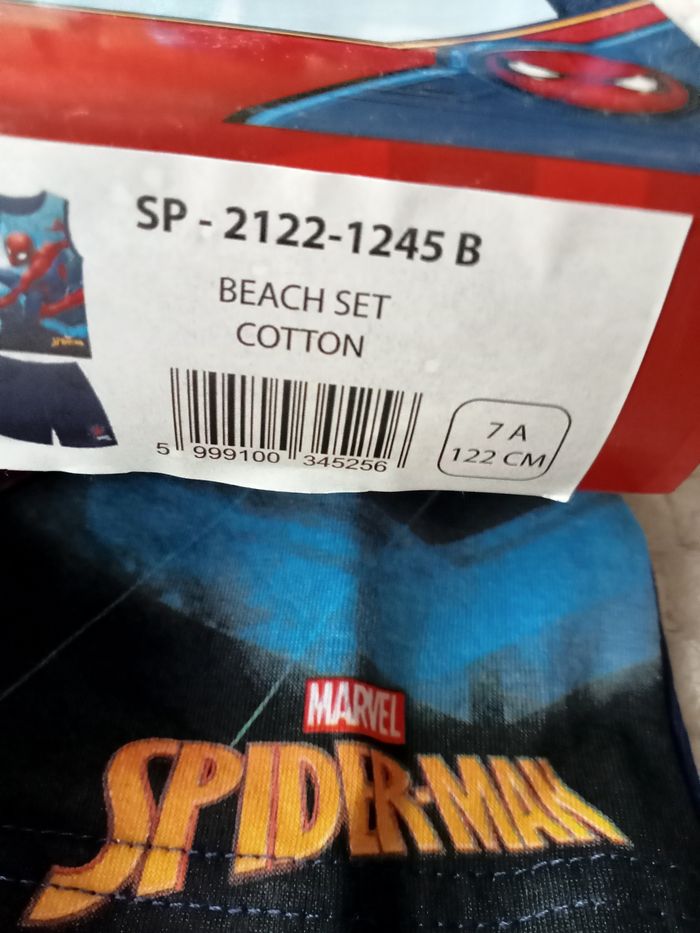 SP - 2122-1245 B
BEACH SET
COTTON
5 999100 345256
7 A
122 CM
MARVEL
SPIDER-MAN